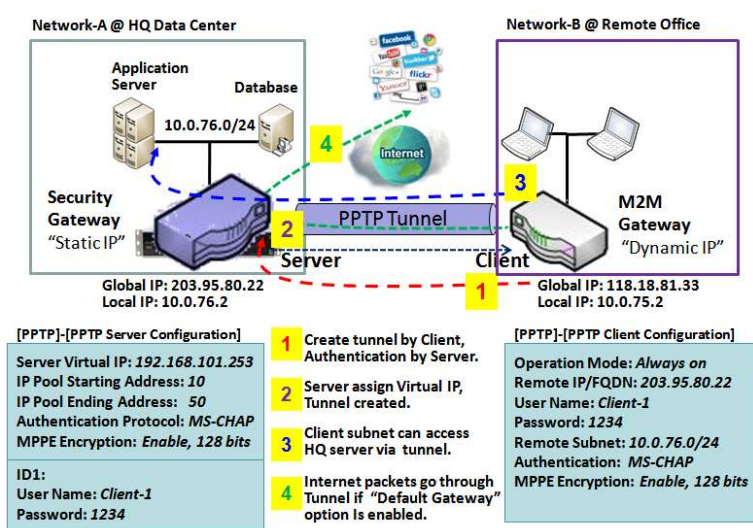 Network-A @ HQ Data Center
Network-B @ Remote Office
Application
Server
Database
10.0.76.0/24
facebook
YouTube
twitter
Google+
flickr
Yahoo!
Internet
4
3
Security
Gateway
"Static IP"
2
PPTP Tunnel
M2M
Gateway
"Dynamic IP"
Server
Client
1
Global IP: 203.95.80.22
Local IP: 10.0.76.2
Global IP: 118.18.81.33
Local IP: 10.0.75.2
[PPTP]-[PPTP Server Configuration]
Server Virtual IP: 192.168.101.253
IP Pool Starting Address: 10
IP Pool Ending Address: 50
Authentication Protocol: MS-CHAP
MPPE Encryption: Enable, 128 bits
ID1:
User Name: Client-1
Password: 1234
1 Create tunnel by Client,
Authentication by Server.
2 Server assign Virtual IP,
Tunnel created.
3 Client subnet can access
HQ server via tunnel.
4 Internet packets go through
Tunnel if "Default Gateway"
option Is enabled.
[PPTP]-[PPTP Client Configuration]
Operation Mode: Always on
Remote IP/FQDN: 203.95.80.22
User Name: Client-1
Password: 1234
Remote Subnet: 10.0.76.0/24
Authentication: MS-CHAP
MPPE Encryption: Enable, 128 bits